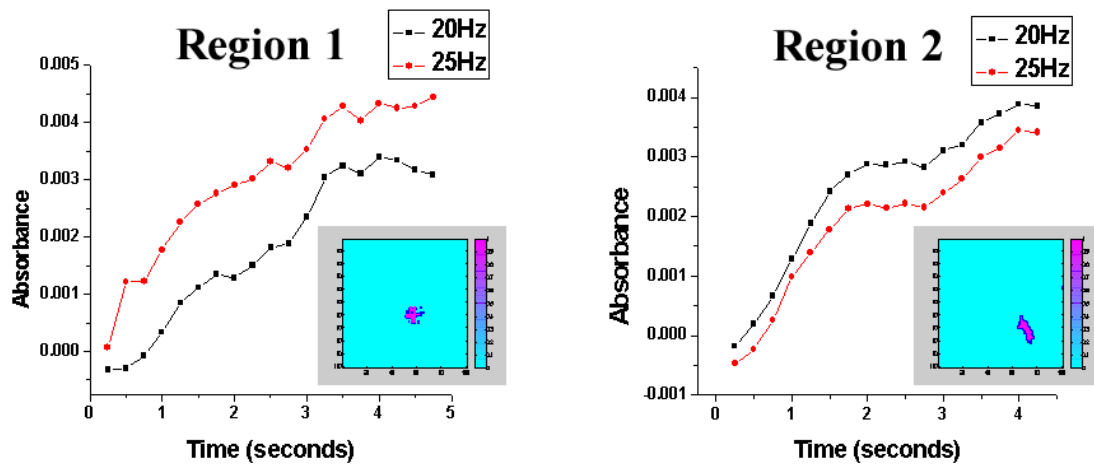 Region 1
20Hz
25Hz
0.005
0.004
0.003
0.002
0.001
0.000
Absorbance
0 1 2 3 4 5
Time (seconds)
Region 2
20Hz
25Hz
0.004
0.003
0.002
0.001
0.000
-0.001
Absorbance
0 1 2 3 4
Time (seconds)